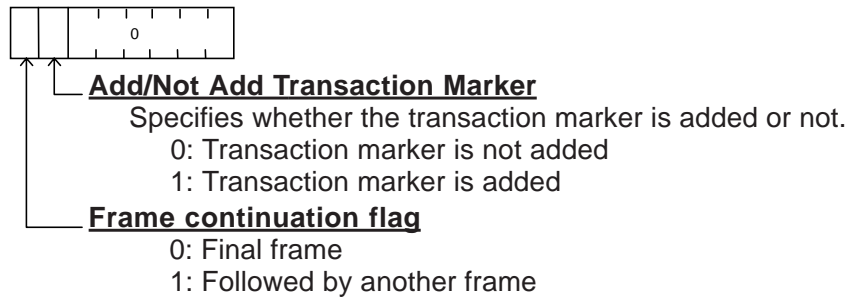 0
Add/Not Add Transaction Marker
Specifies whether the transaction marker is added or not.
0: Transaction marker is not added
1: Transaction marker is added
Frame continuation flag
0: Final frame
1: Followed by another frame